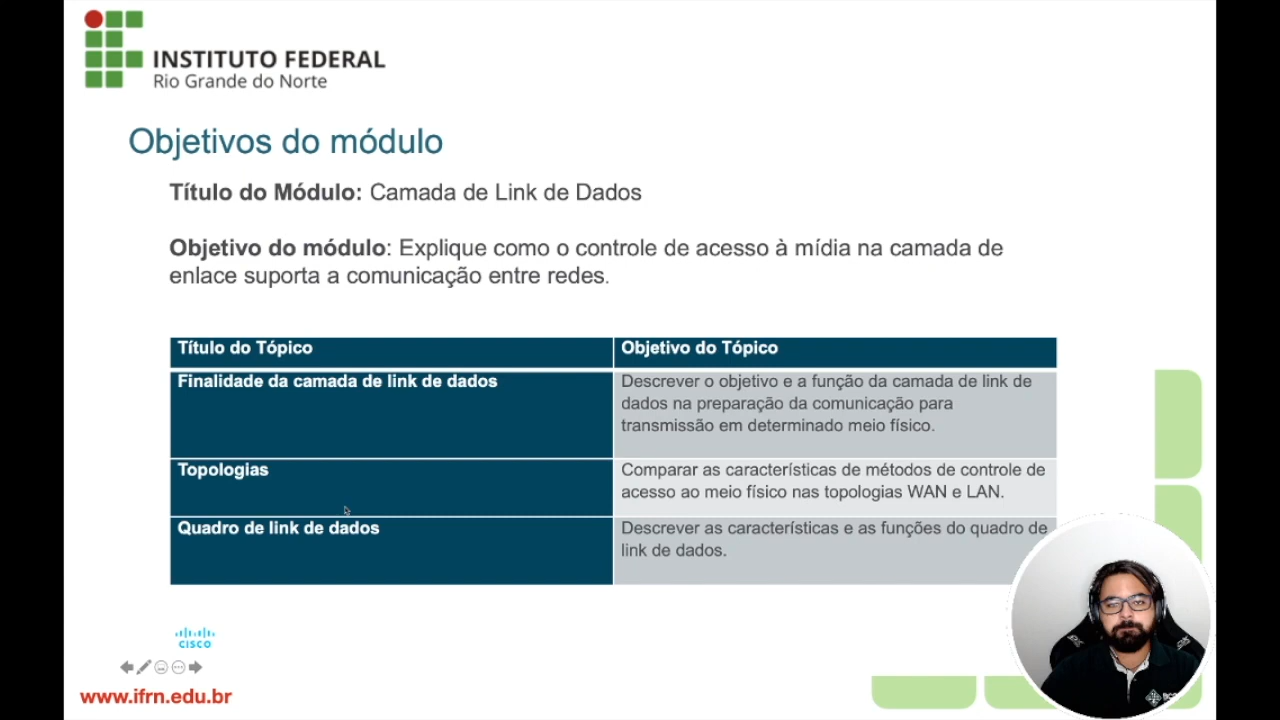 INSTITUTO FEDERAL
Rio Grande do Norte
Objetivos do módulo
Título do Módulo: Camada de Link de Dados
Objetivo do módulo: Explique como o controle de acesso à mídia na camada de
enlace suporta a comunicação entre redes.
Título do Tópico
Objetivo do Tópico
Finalidade da camada de link de dados
Descrever o objetivo e a função da camada de link de
dados na preparação da comunicação para
transmissão em determinado meio físico.
Topologias
Comparar as características de métodos de controle de
acesso ao meio físico nas topologias WAN e LAN.
Quadro de link de dados
Descrever as características e as funções do quadro de
link de dados.
CISCO
www.ifrn.edu.br